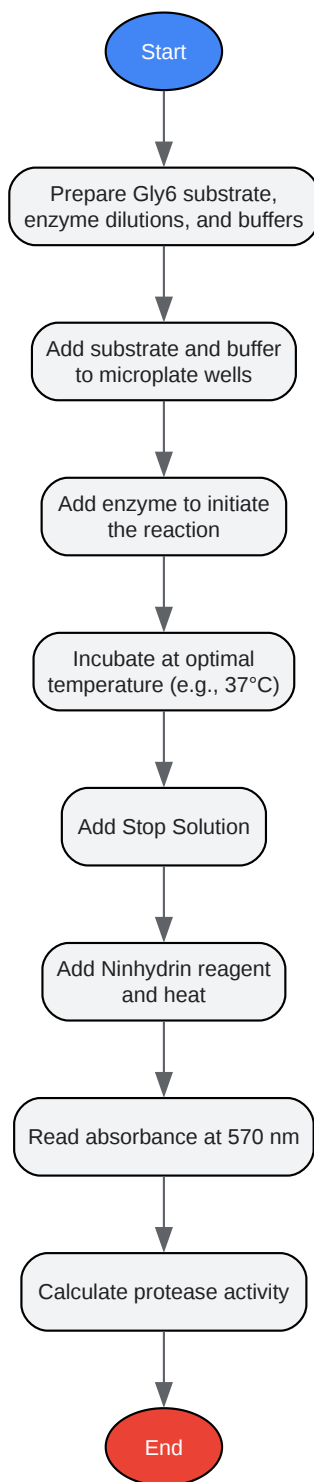 Start
Prepare Gly6 substrate,
enzyme dilutions, and buffers
Add substrate and buffer
to microplate wells
Add enzyme to initiate
the reaction
Incubate at optimal
temperature (e.g., 37°C)
Add Stop Solution
Add Ninhydrin reagent
and heat
Read absorbance at 570 nm
Calculate protease activity
End